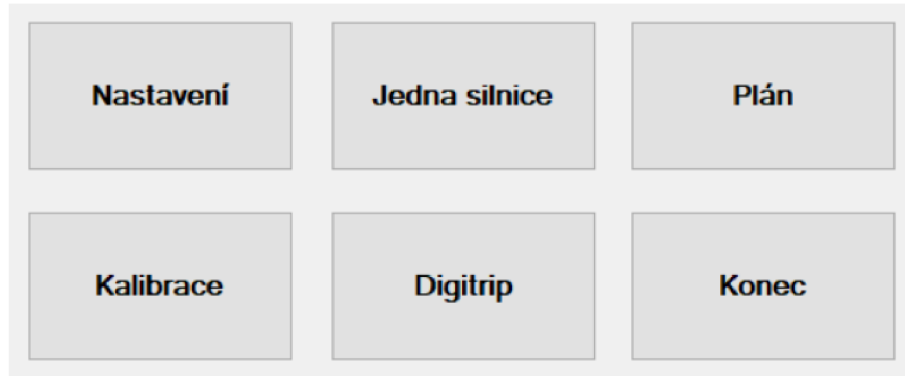 Nastavení
Jedna silnice
Plán
Kalibrace
Digitrip
Konec